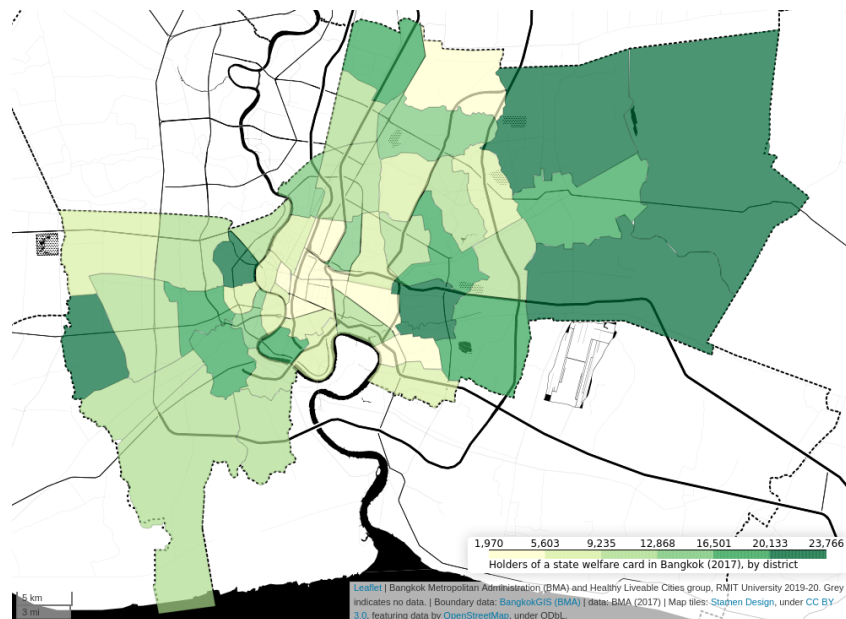 5 km
3 mi
1,970 5,603 9,235 12,868 16,501 20,133 23,766
Holders of a state welfare card in Bangkok (2017), by district
Leaflet | Bangkok Metropolitan Administration (BMA) and Healthy Liveable Cities group, RMIT University 2019-20. Grey
indicates no data. | Boundary data: BangkokGIS (BMA) | data: BMA (2017) | Map tiles: Stamen Design, under CC BY
3.0, featuring data by OpenStreetMap, under ODbL.